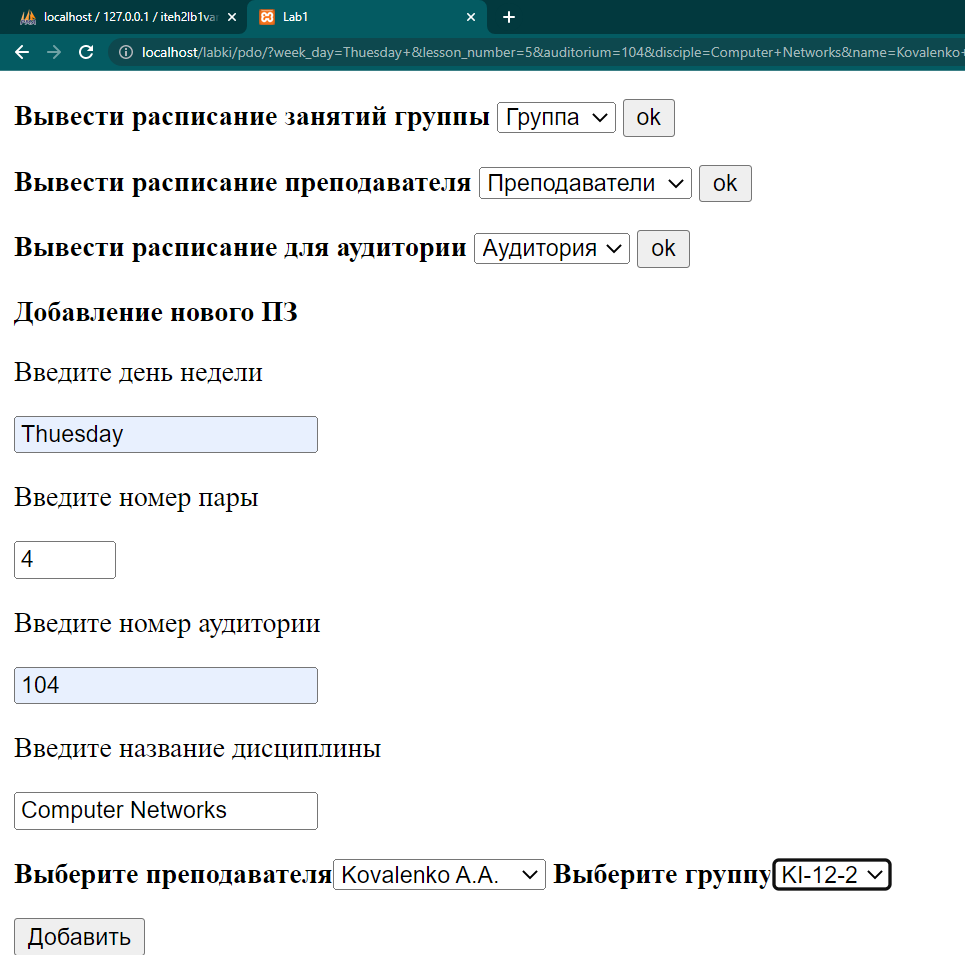 localhost / 127.0.0.1 / iteh2lb1var
Lab1
localhost/labki/pdo/?week_day=Thuesday+&lesson_number=5&auditorium=104&disciple=Computer+Networks&name=Kovalenko+
Вывести расписание занятий группы Группа ok
Вывести расписание преподавателя Преподаватели ok
Вывести расписание для аудитории Аудитория ok
Добавление нового ПЗ
Введите день недели
Thuesday
Введите номер пары
4
Введите номер аудитории
104
Введите название дисциплины
Computer Networks
Выберите преподавателя Kovalenko A.A. Выберите группу KI-12-2
Добавить